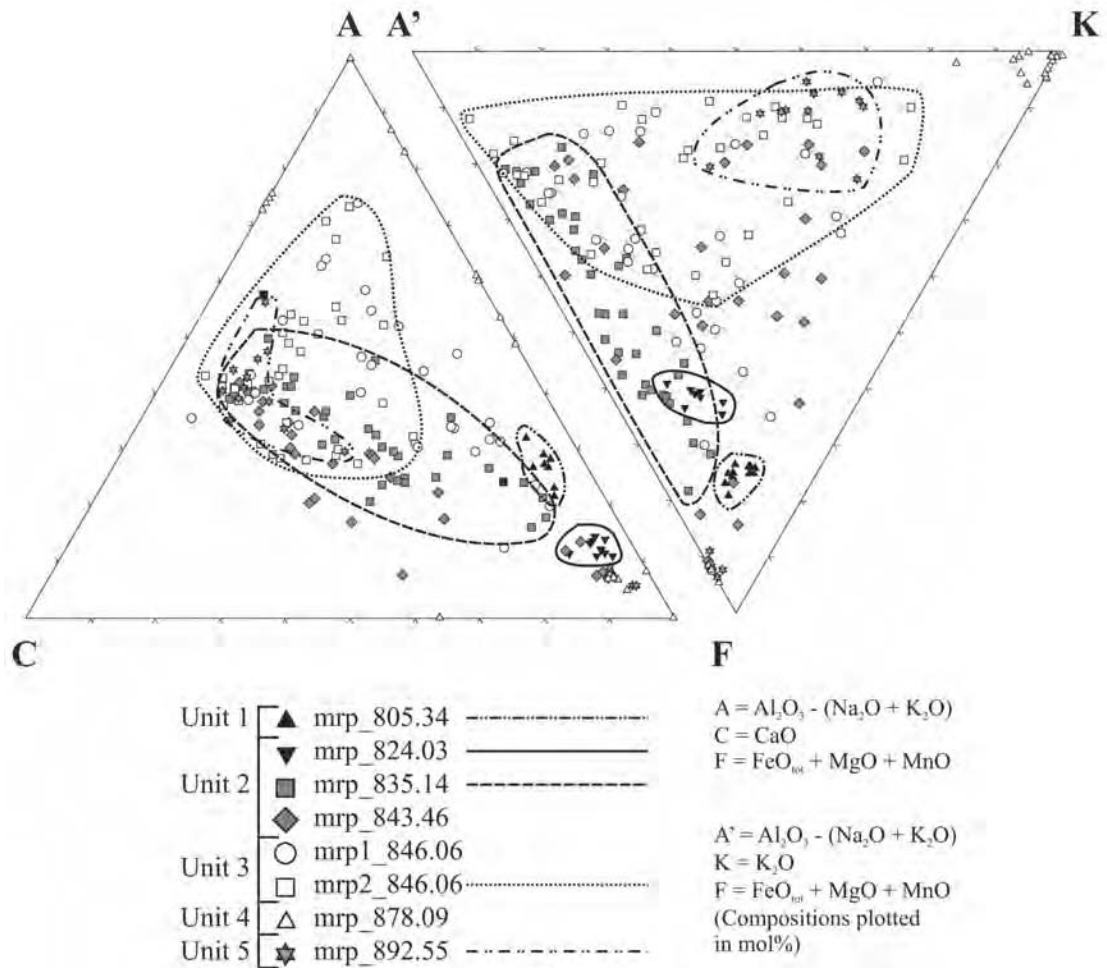 A A’ K
C F
Unit 1 mrp_805.34
mrp_824.03
Unit 2 mrp_835.14
mrp_843.46
mrp1_846.06
Unit 3 mrp2_846.06
Unit 4 mrp_878.09
Unit 5 mrp_892.55
A = Al₂O₃ - (Na₂O + K₂O)
C = CaO
F = FeOₜₒₜ + MgO + MnO
A’ = Al₂O₃ - (Na₂O + K₂O)
K = K₂O
F = FeOₜₒₜ + MgO + MnO
(Compositions plotted
in mol%)